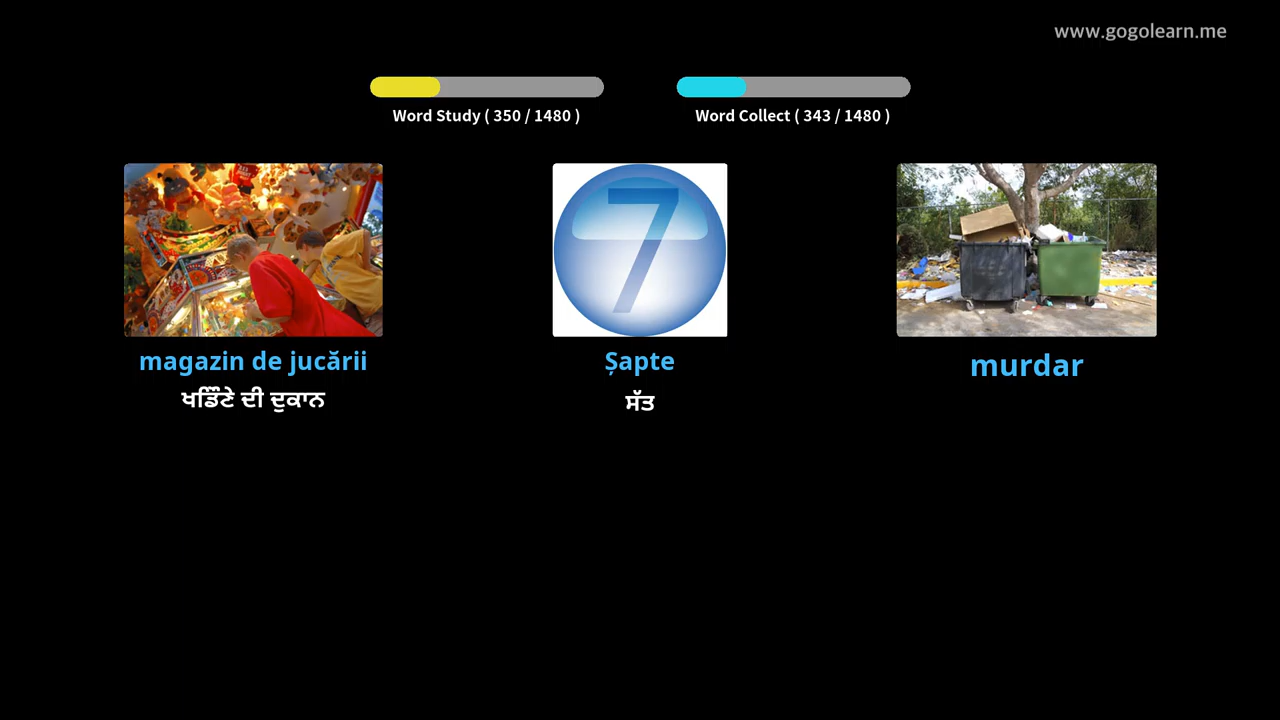 www.gogolearn.me
Word Study ( 350 / 1480 )
Word Collect ( 343 / 1480 )
7
magazin de jucării
Șapte
murdar
ਖਡਿੌਣੇ ਦੀ ਦੁਕਾਨ
ਸੱਤ